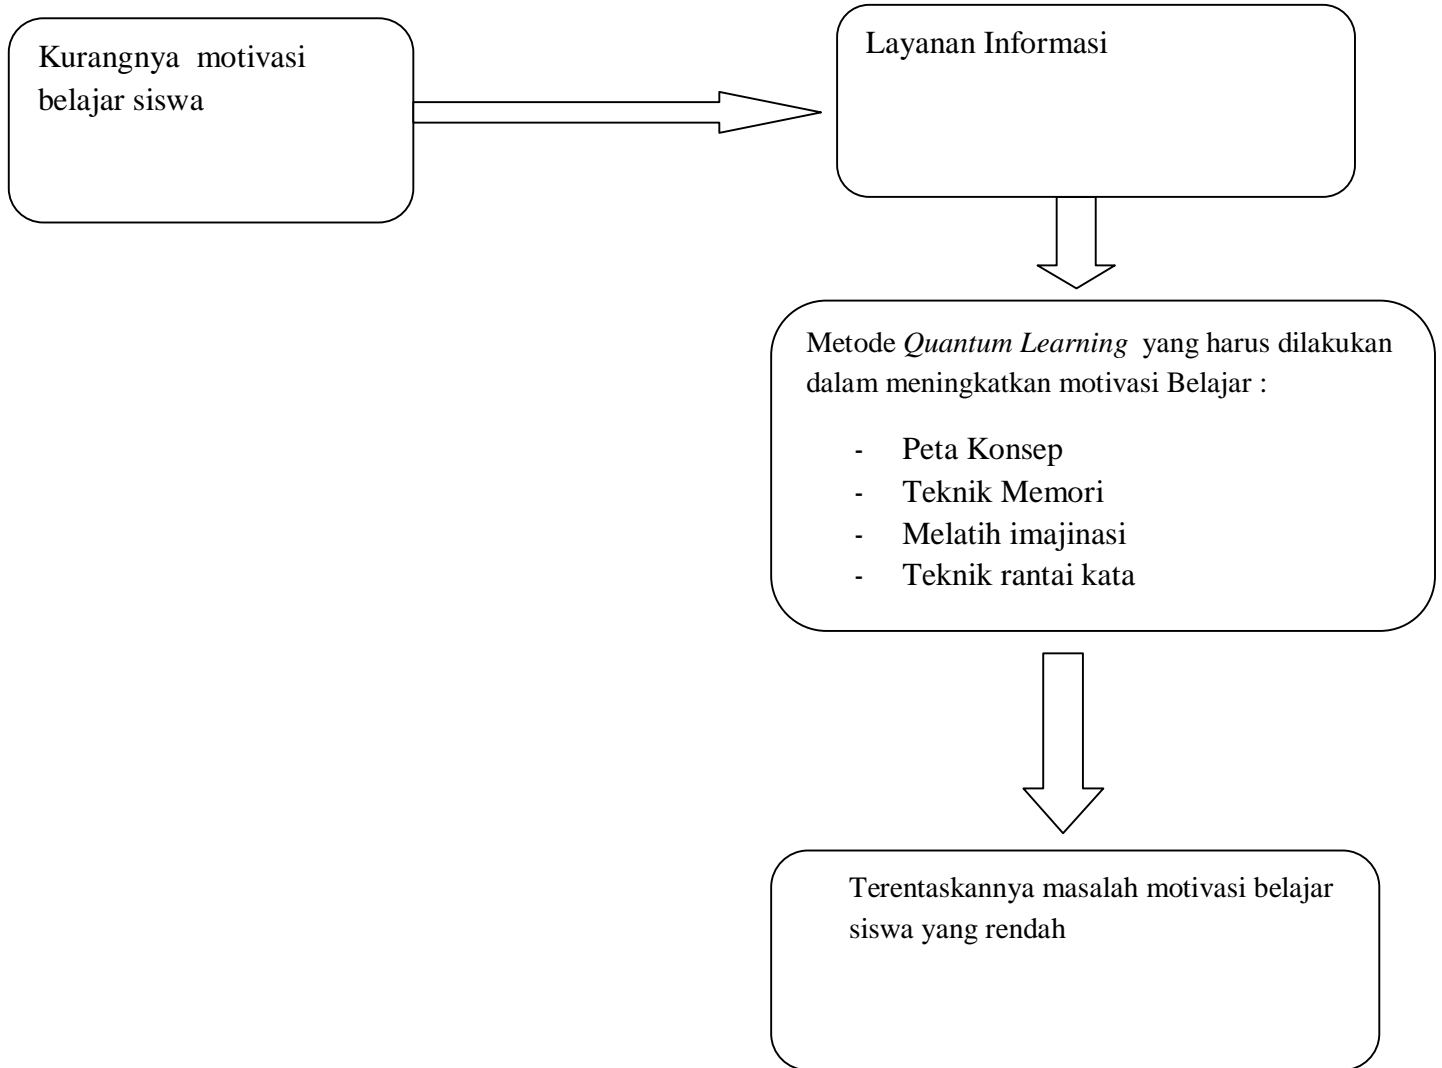 Kurangnya motivasi
belajar siswa
Layanan Informasi
Metode Quantum Learning yang harus dilakukan
dalam meningkatkan motivasi Belajar :
- Peta Konsep
- Teknik Memori
- Melatih imajinasi
- Teknik rantai kata
Terentaskannya masalah motivasi belajar
siswa yang rendah